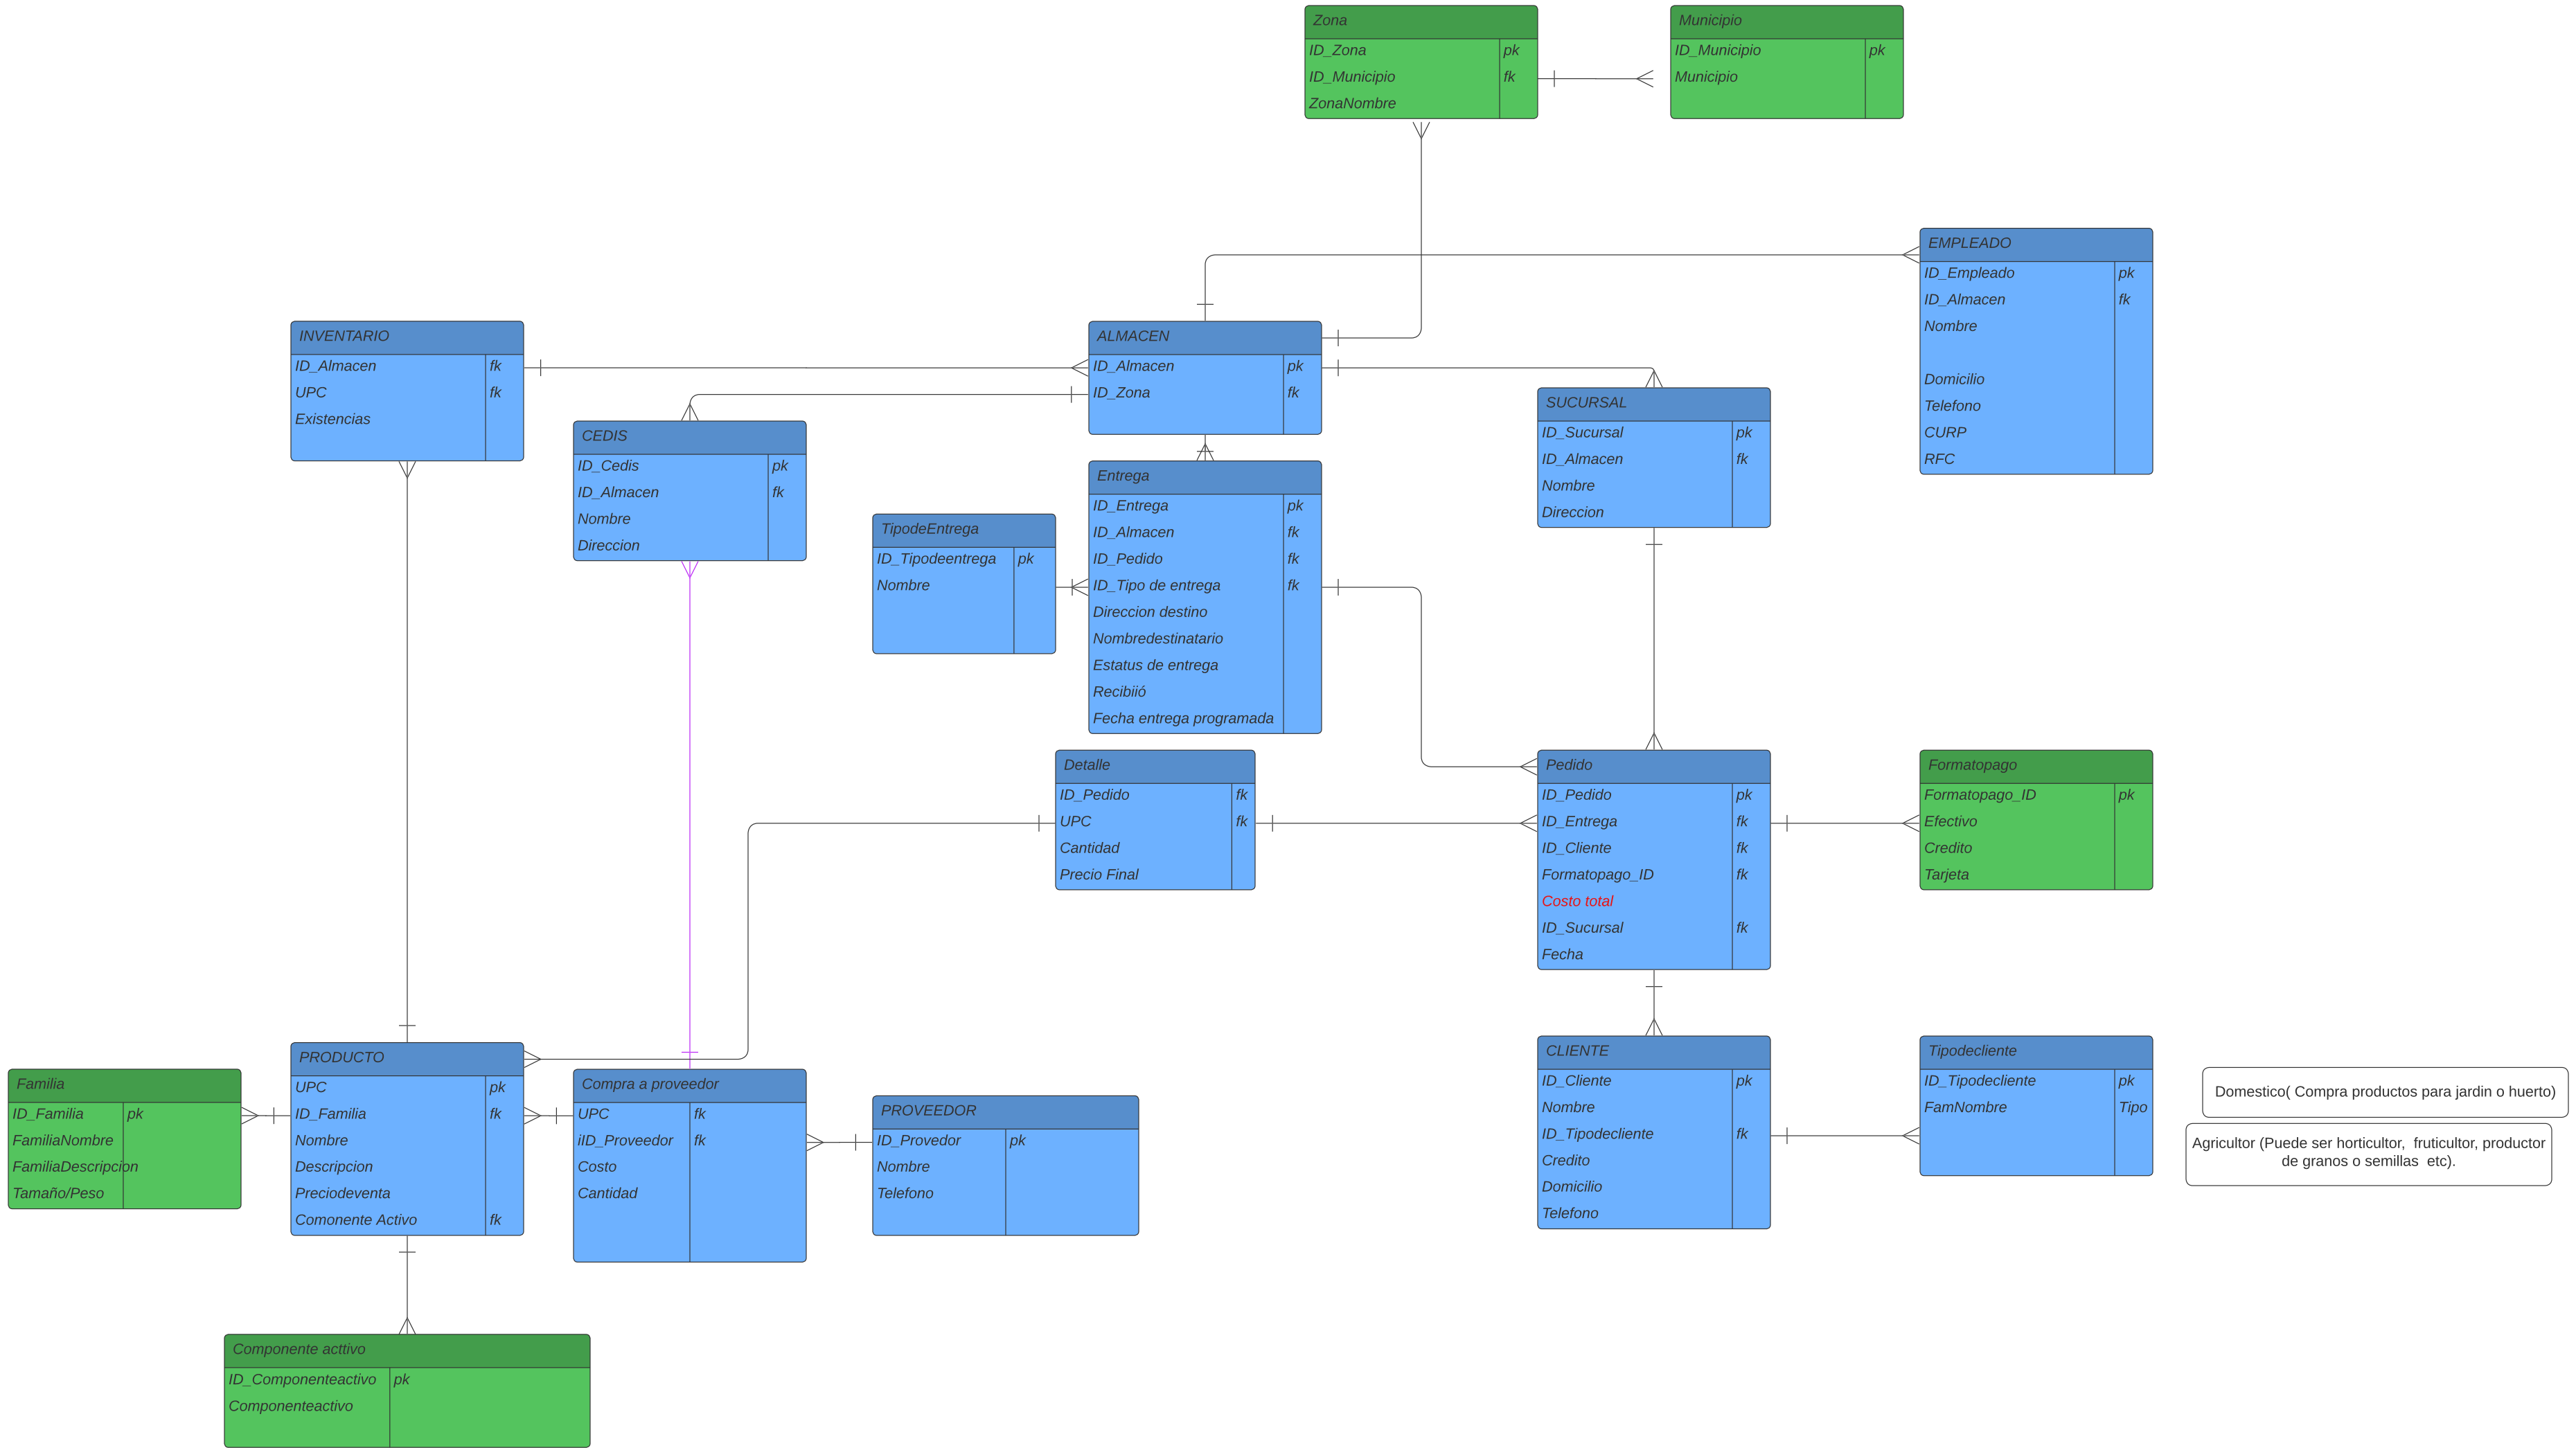 Zona
ID_Zona pk
ID_Municipio fk
ZonaNombre
Municipio
ID_Municipio pk
Municipio
EMPLEADO
ID_Empleado pk
ID_Almacen fk
Nombre
Domicilio
Telefono
CURP
RFC
INVENTARIO
ID_Almacen fk
UPC fk
Existencias
ALMACEN
ID_Almacen pk
ID_Zona fk
SUCURSAL
ID_Sucursal pk
ID_Almacen fk
Nombre
Direccion
CEDIS
ID_Cedis pk
ID_Almacen fk
Nombre
Direccion
Entrega
ID_Entrega pk
ID_Almacen fk
ID_Pedido fk
ID_Tipo de entrega fk
Direccion destino
Nombredestinatario
Estatus de entrega
Recibiió
Fecha entrega programada
TipodeEntrega
ID_Tipodeentrega pk
Nombre
Detalle
ID_Pedido fk
UPC fk
Cantidad
Precio Final
Pedido
ID_Pedido pk
ID_Entrega fk
ID_Cliente fk
Formatopago_ID fk
Costo total
ID_Sucursal fk
Fecha
Formatopago
Formatopago_ID pk
Efectivo
Credito
Tarjeta
Familia
ID_Familia pk
FamiliaNombre
FamiliaDescripcion
Tamaño/Peso
PRODUCTO
UPC pk
ID_Familia fk
Nombre
Descripcion
Preciodeventa
Comonente Activo fk
Compra a proveedor
UPC fk
iID_Proveedor fk
Costo
Cantidad
PROVEEDOR
ID_Provedor pk
Nombre
Telefono
CLIENTE
ID_Cliente pk
Nombre
ID_Tipodecliente fk
Credito
Domicilio
Telefono
Tipodecliente
ID_Tipodecliente pk
FamNombre Tipo
Domestico( Compra productos para jardin o huerto)
Agricultor (Puede ser horticultor, fruticultor, productor
de granos o semillas etc).
Componente acttivo
ID_Componenteactivo pk
Componenteactivo